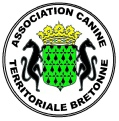 ASSOCIATION CANINE
TERRITORIALE BRETONNE